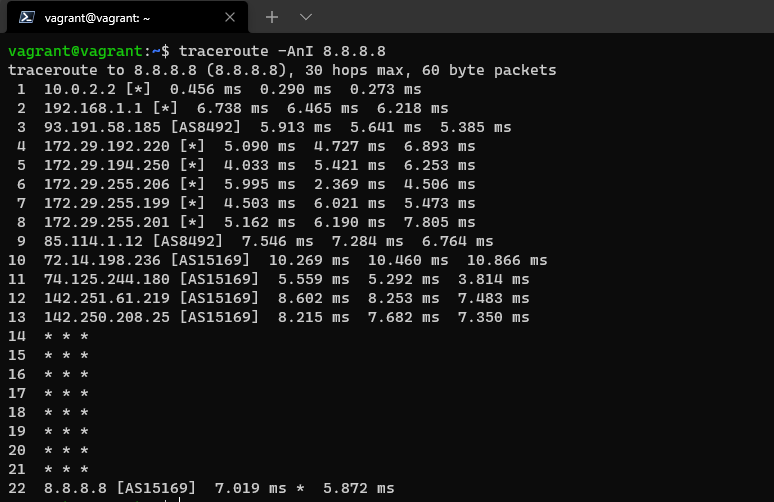 vagrant@vagrant: ~
vagrant@vagrant:~$ traceroute -AnI 8.8.8.8
traceroute to 8.8.8.8 (8.8.8.8), 30 hops max, 60 byte packets
 1  10.0.2.2 [*]  0.456 ms  0.290 ms  0.273 ms
 2  192.168.1.1 [*]  6.738 ms  6.465 ms  6.218 ms
 3  93.191.58.185 [AS8492]  5.913 ms  5.641 ms  5.385 ms
 4  172.29.192.220 [*]  5.090 ms  4.727 ms  6.893 ms
 5  172.29.194.250 [*]  4.033 ms  5.421 ms  6.253 ms
 6  172.29.255.206 [*]  5.995 ms  2.369 ms  4.506 ms
 7  172.29.255.199 [*]  4.503 ms  6.021 ms  5.473 ms
 8  172.29.255.201 [*]  5.162 ms  6.190 ms  7.805 ms
 9  85.114.1.12 [AS8492]  7.546 ms  7.284 ms  6.764 ms
10  72.14.198.236 [AS15169]  10.269 ms  10.460 ms  10.866 ms
11  74.125.244.180 [AS15169]  5.559 ms  5.292 ms  3.814 ms
12  142.251.61.219 [AS15169]  8.602 ms  8.253 ms  7.483 ms
13  142.250.208.25 [AS15169]  8.215 ms  7.682 ms  7.350 ms
14  * * *
15  * * *
16  * * *
17  * * *
18  * * *
19  * * *
20  * * *
21  * * *
22  8.8.8.8 [AS15169]  7.019 ms *  5.872 ms